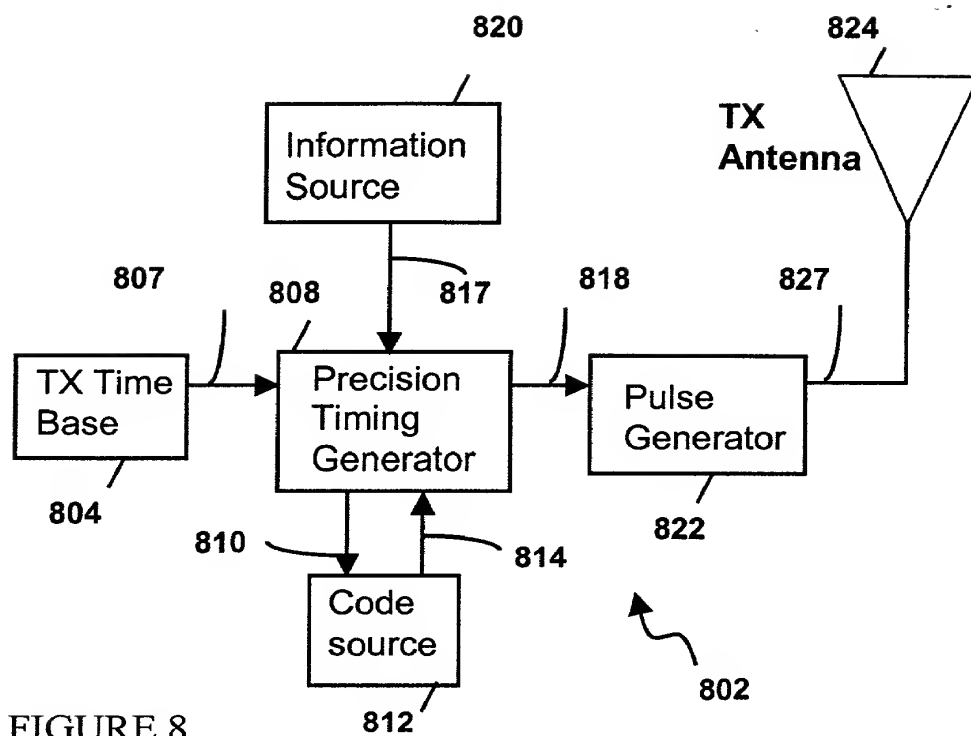 820
824
Information
Source
TX
Antenna
807
808
817
818
827
TX Time
Base
Precision
Timing
Generator
Pulse
Generator
804
810
814
822
Code
source
802
812
FIGURE 8